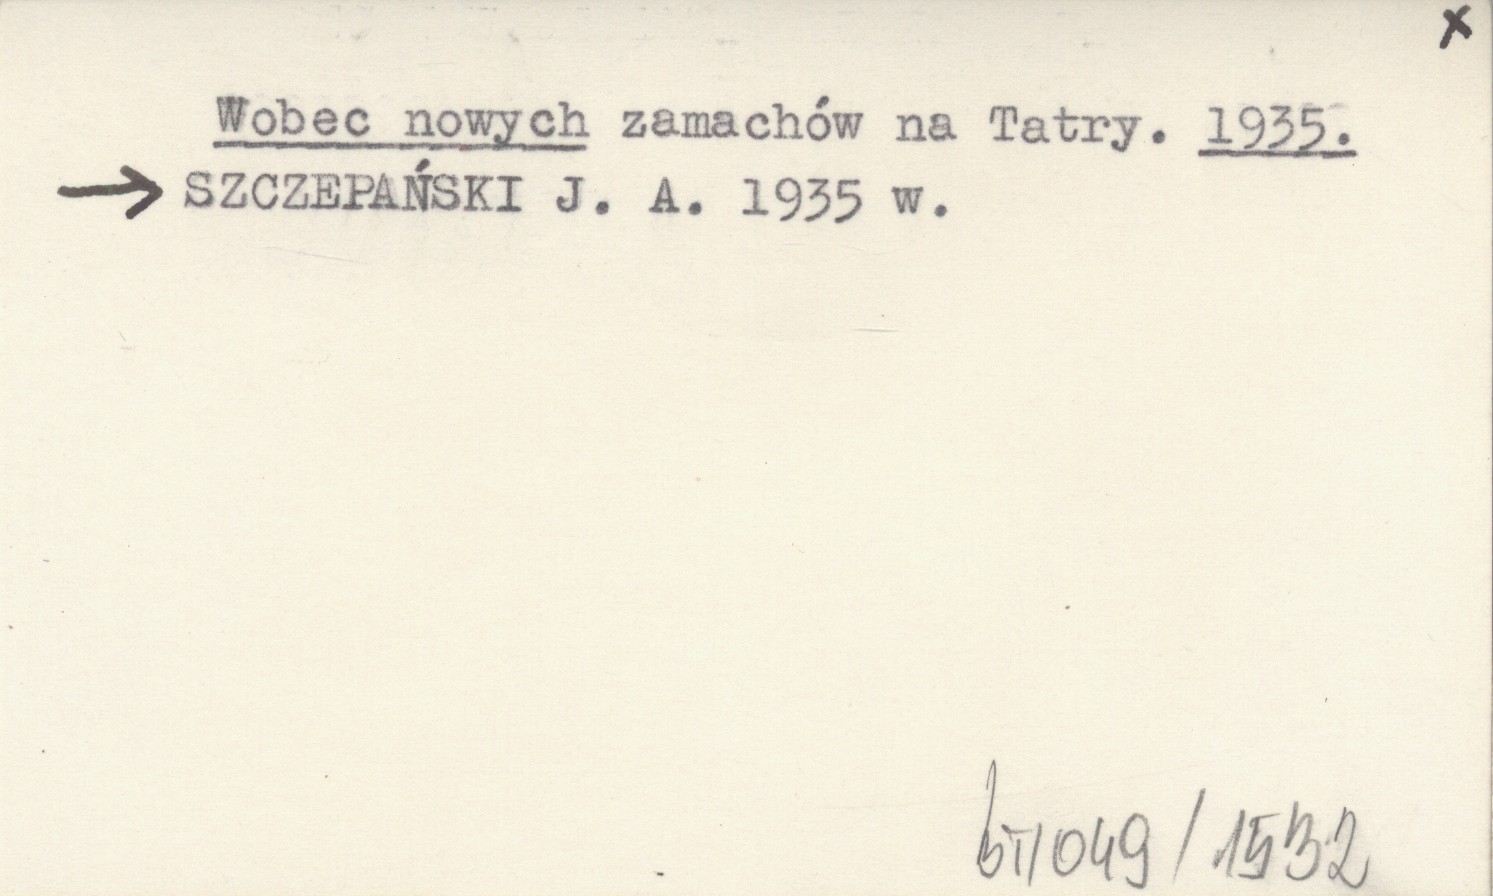 x
Wobec nowych zamachów na Tatry. 1935.
→ SZCZEPAŃSKI J. A. 1935 w.
bT/049/1532